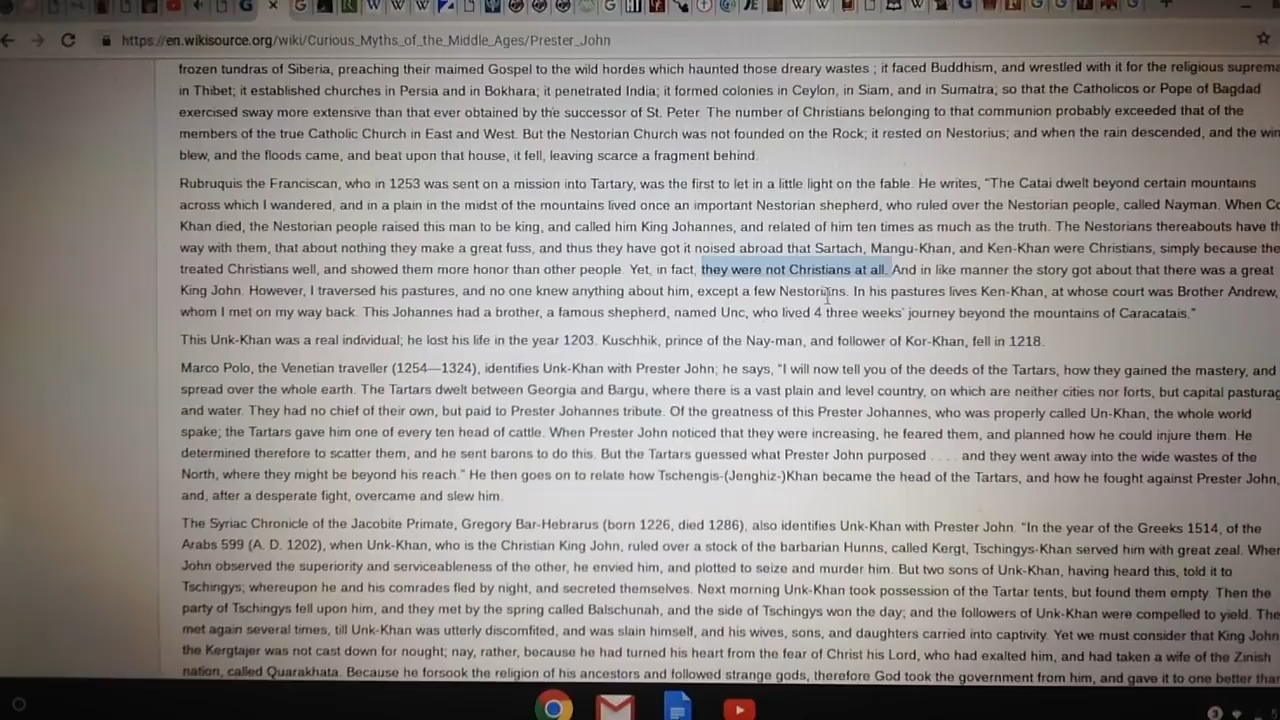 https://en.wikisource.org/wiki/Curious_Myths_of_the_Middle_Ages/Prester_John
frozen tundras of Siberia, preaching their maimed Gospel to the wild hordes which haunted those dreary wastes ; it faced Buddhism, and wrestled with it for the religious suprema
in Thibet; it established churches in Persia and in Bokhara; it penetrated India; it formed colonies in Ceylon, in Siam, and in Sumatra; so that the Catholicos or Pope of Bagdad
exercised sway more extensive than that ever obtained by the successor of St. Peter. The number of Christians belonging to that communion probably exceeded that of the
members of the true Catholic Church in East and West. But the Nestorian Church was not founded on the Rock; it rested on Nestorius; and when the rain descended, and the win
blew, and the floods came, and beat upon that house, it fell, leaving scarce a fragment behind.
Rubruquis the Franciscan, who in 1253 was sent on a mission into Tartary, was the first to let in a little light on the fable. He writes, “The Catai dwelt beyond certain mountains
across which I wandered, and in a plain in the midst of the mountains lived once an important Nestorian shepherd, who ruled over the Nestorian people, called Nayman. When Co
Khan died, the Nestorian people raised this man to be king, and called him King Johannes, and related of him ten times as much as the truth. The Nestorians thereabouts have th
way with them, that about nothing they make a great fuss, and thus they have got it noised abroad that Sartach, Mangu-Khan, and Ken-Khan were Christians, simply because the
treated Christians well, and showed them more honor than other people. Yet, in fact, they were not Christians at all. And in like manner the story got about that there was a great
King John. However, I traversed his pastures, and no one knew anything about him, except a few Nestorians. In his pastures lives Ken-Khan, at whose court was Brother Andrew,
whom I met on my way back. This Johannes had a brother, a famous shepherd, named Unc, who lived 4 three weeks’ journey beyond the mountains of Caracatais.”
This Unk-Khan was a real individual; he lost his life in the year 1203. Kuschhik, prince of the Nay-man, and follower of Kor-Khan, fell in 1218.
Marco Polo, the Venetian traveller (1254—1324), identifies Unk-Khan with Prester John; he says, “I will now tell you of the deeds of the Tartars, how they gained the mastery, and
spread over the whole earth. The Tartars dwelt between Georgia and Bargu, where there is a vast plain and level country, on which are neither cities nor forts, but capital pasturag
and water. They had no chief of their own, but paid to Prester Johannes tribute. Of the greatness of this Prester Johannes, who was properly called Un-Khan, the whole world
spake; the Tartars gave him one of every ten head of cattle. When Prester John noticed that they were increasing, he feared them, and planned how he could injure them. He
determined therefore to scatter them, and he sent barons to do this. But the Tartars guessed what Prester John purposed . . . . and they went away into the wide wastes of the
North, where they might be beyond his reach.” He then goes on to relate how Tschengis-(Jenghiz-)Khan became the head of the Tartars, and how he fought against Prester John,
and, after a desperate fight, overcame and slew him.
The Syriac Chronicle of the Jacobite Primate, Gregory Bar-Hebrarus (born 1226, died 1286), also identifies Unk-Khan with Prester John. “In the year of the Greeks 1514, of the
Arabs 599 (A. D. 1202), when Unk-Khan, who is the Christian King John, ruled over a stock of the barbarian Hunns, called Kergt, Tschingys-Khan served him with great zeal. When
John observed the superiority and serviceableness of the other, he envied him, and plotted to seize and murder him. But two sons of Unk-Khan, having heard this, told it to
Tschingys; whereupon he and his comrades fled by night, and secreted themselves. Next morning Unk-Khan took possession of the Tartar tents, but found them empty. Then the
party of Tschingys fell upon him, and they met by the spring called Balschunah, and the side of Tschingys won the day; and the followers of Unk-Khan were compelled to yield. The
met again several times, till Unk-Khan was utterly discomfited, and was slain himself, and his wives, sons, and daughters carried into captivity. Yet we must consider that King John
the Kergtajer was not cast down for nought; nay, rather, because he had turned his heart from the fear of Christ his Lord, who had exalted him, and had taken a wife of the Zinish
nation, called Quarakhata. Because he forsook the religion of his ancestors and followed strange gods, therefore God took the government from him, and gave it to one better than